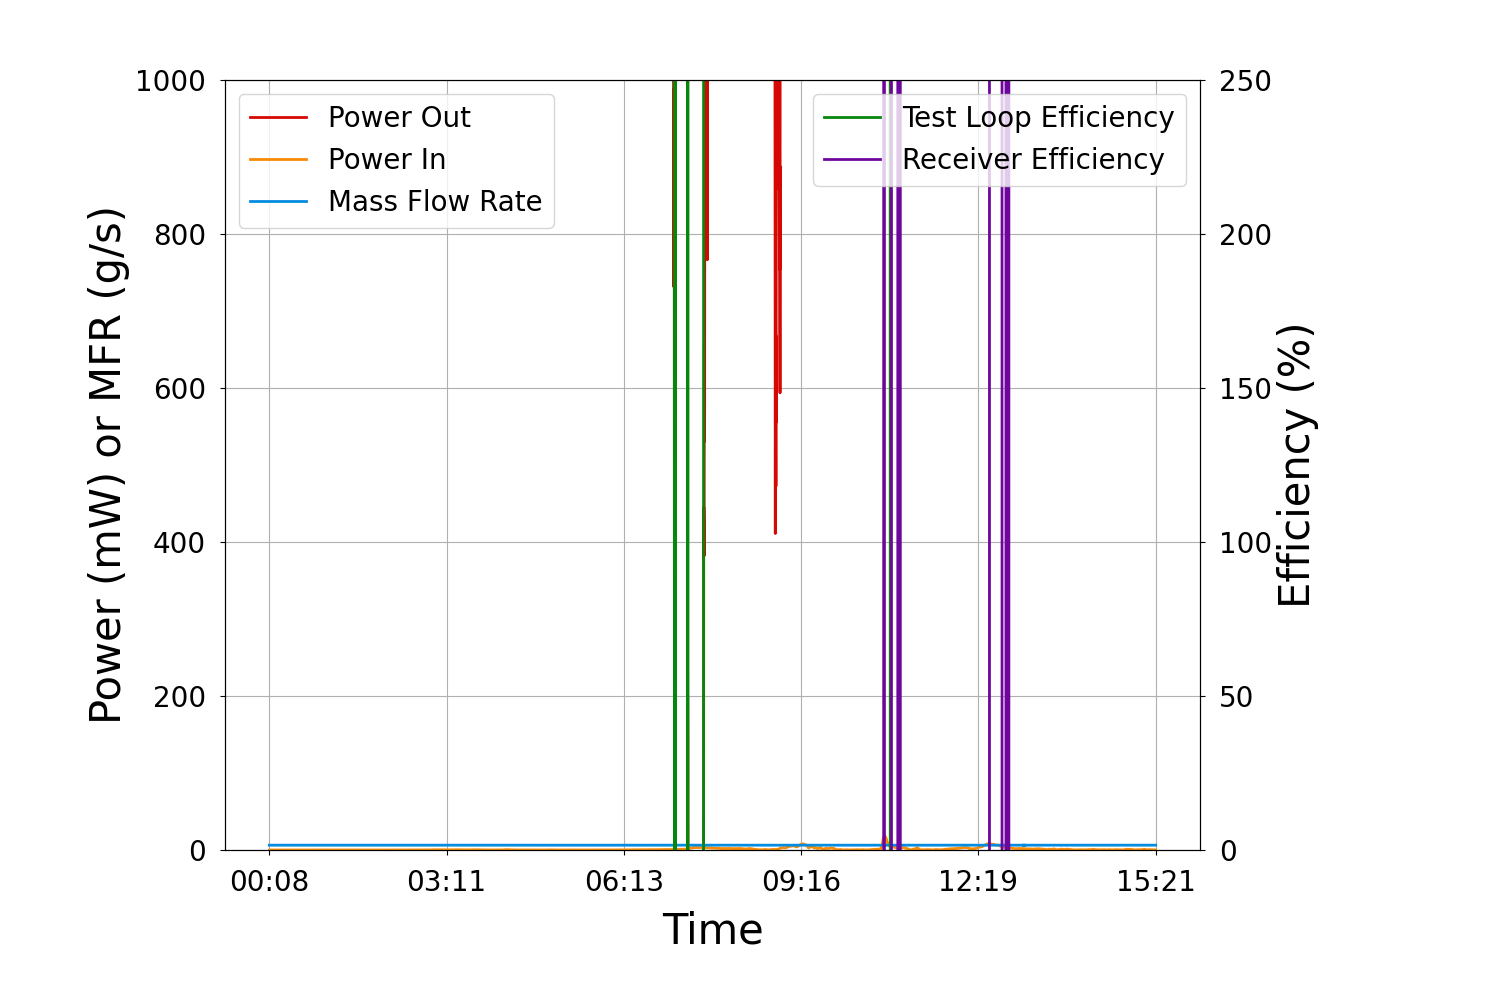 1000
800
600
400
200
0
Power (mW) or MFR (g/s)
Power Out
Power In
Mass Flow Rate
Test Loop Efficiency
Receiver Efficiency
250
200
150
100
50
0
Efficiency (%)
00:08 03:11 06:13 09:16 12:19 15:21
Time